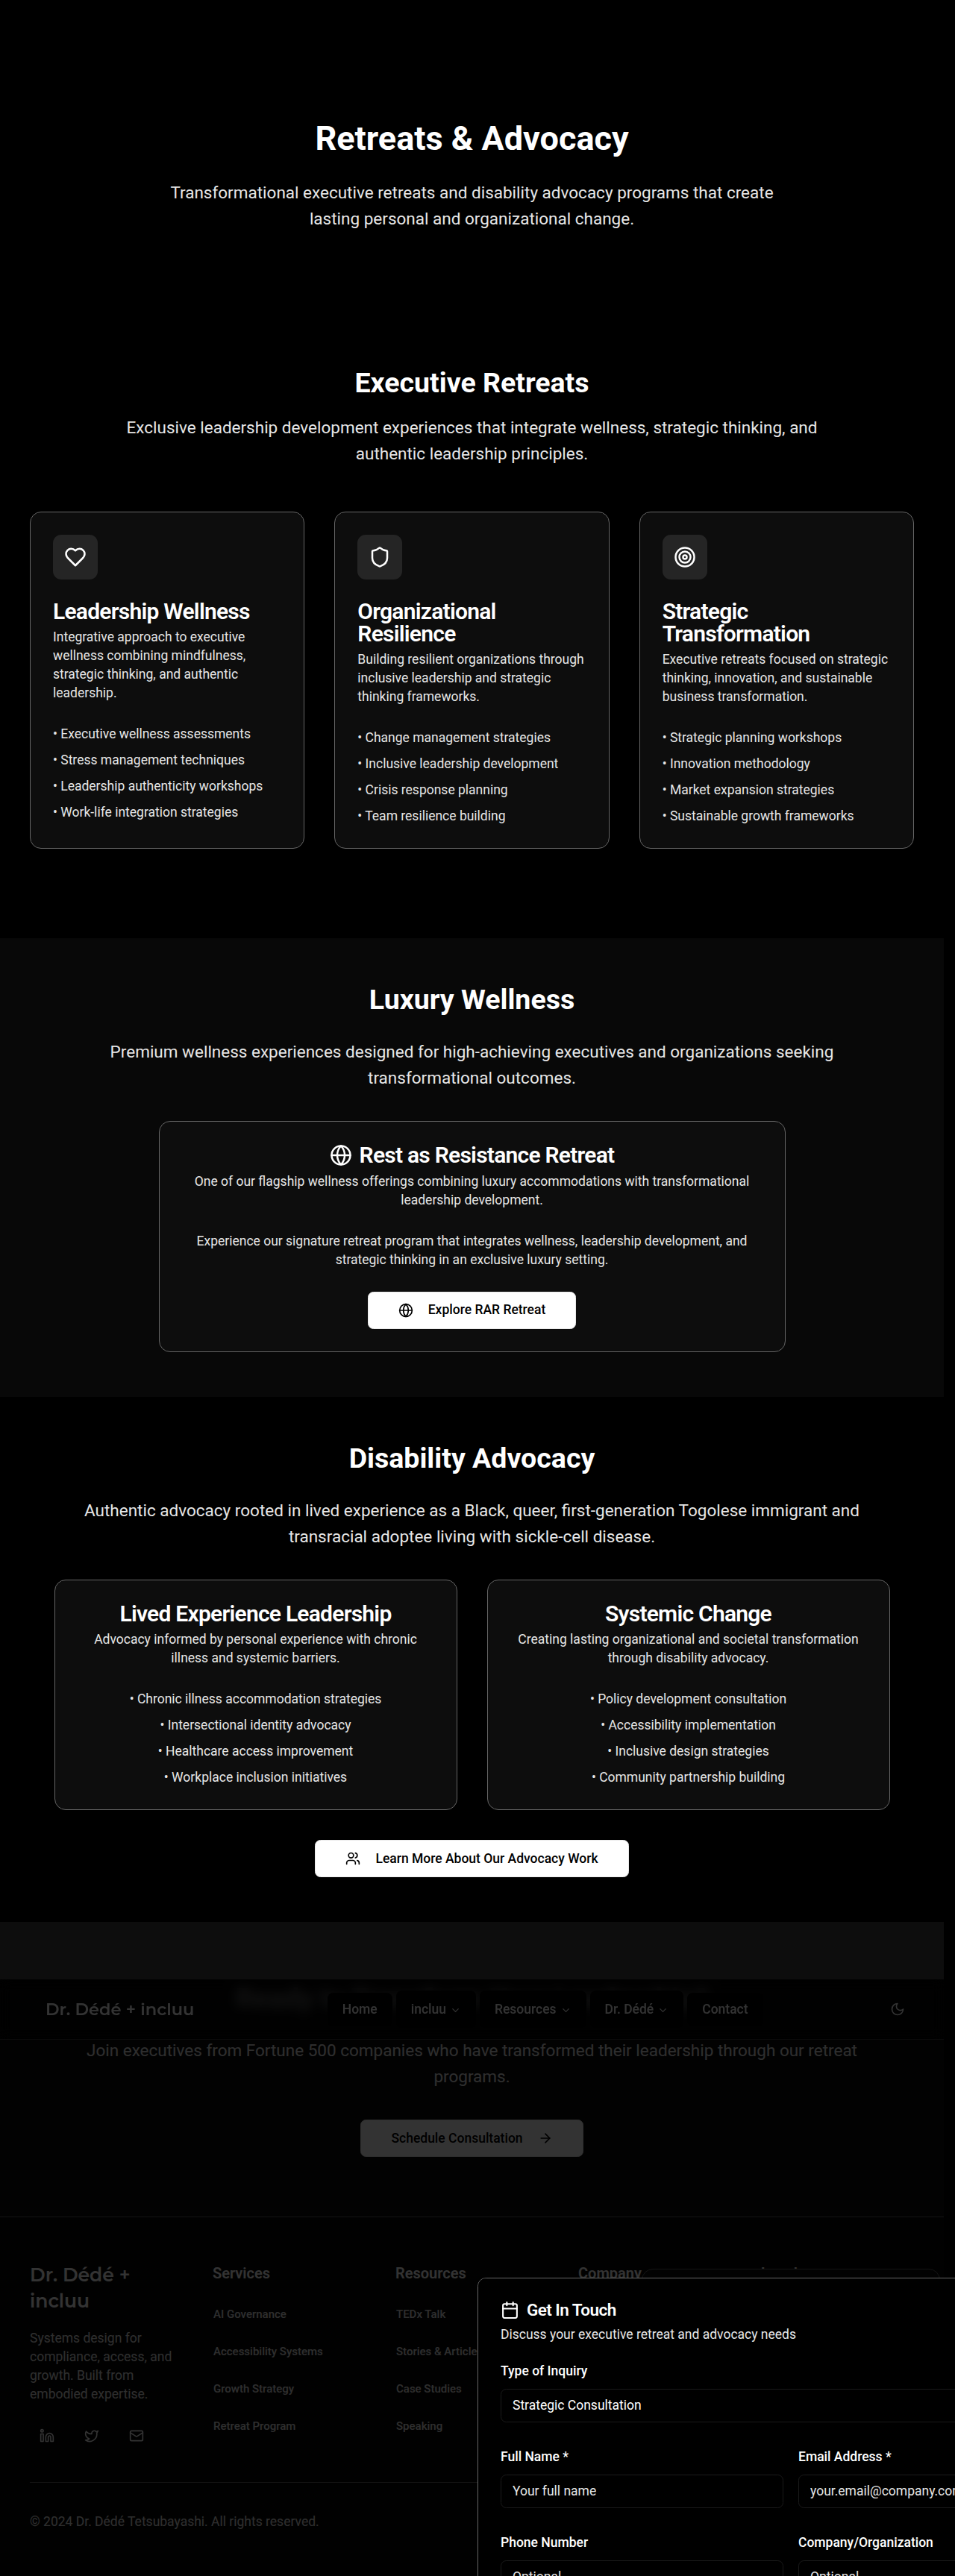 Retreats & Advocacy
Transformational executive retreats and disability advocacy programs that create
lasting personal and organizational change.
Executive Retreats
Exclusive leadership development experiences that integrate wellness, strategic thinking, and
authentic leadership principles.
Leadership Wellness
Integrative approach to executive
wellness combining mindfulness,
strategic thinking, and authentic
leadership.
• Executive wellness assessments
• Stress management techniques
• Leadership authenticity workshops
• Work-life integration strategies
Organizational
Resilience
Building resilient organizations through
inclusive leadership and strategic
thinking frameworks.
• Change management strategies
• Inclusive leadership development
• Crisis response planning
• Team resilience building
Strategic
Transformation
Executive retreats focused on strategic
thinking, innovation, and sustainable
business transformation.
• Strategic planning workshops
• Innovation methodology
• Market expansion strategies
• Sustainable growth frameworks
Luxury Wellness
Premium wellness experiences designed for high-achieving executives and organizations seeking
transformational outcomes.
Rest as Resistance Retreat
One of our flagship wellness offerings combining luxury accommodations with transformational
leadership development.
Experience our signature retreat program that integrates wellness, leadership development, and
strategic thinking in an exclusive luxury setting.
Explore RAR Retreat
Disability Advocacy
Authentic advocacy rooted in lived experience as a Black, queer, first-generation Togolese immigrant and
transracial adoptee living with sickle-cell disease.
Lived Experience Leadership
Advocacy informed by personal experience with chronic
illness and systemic barriers.
• Chronic illness accommodation strategies
• Intersectional identity advocacy
• Healthcare access improvement
• Workplace inclusion initiatives
Systemic Change
Creating lasting organizational and societal transformation
through disability advocacy.
• Policy development consultation
• Accessibility implementation
• Inclusive design strategies
• Community partnership building
Learn More About Our Advocacy Work
Dr. Dédé + incluu
Home
Incluu
Resources
Dr. Dédé
Contact
Join executives from Fortune 500 companies who have transformed their leadership through our retreat
programs.
Schedule Consultation
Dr. Dédé +
incluu
Systems design for
compliance, access, and
growth. Built from
embodied expertise.
Services
AI Governance
Accessibility Systems
Growth Strategy
Retreat Program
Resources
TEDx Talk
Stories & Article
Case Studies
Speaking
Company
© 2024 Dr. Dédé Tetsubayashi. All rights reserved.
Get In Touch
Discuss your executive retreat and advocacy needs
Type of Inquiry
Strategic Consultation
Full Name *
Your full name
Email Address *
your.email@company.cor
Phone Number
Optional
Company/Organization
Optional